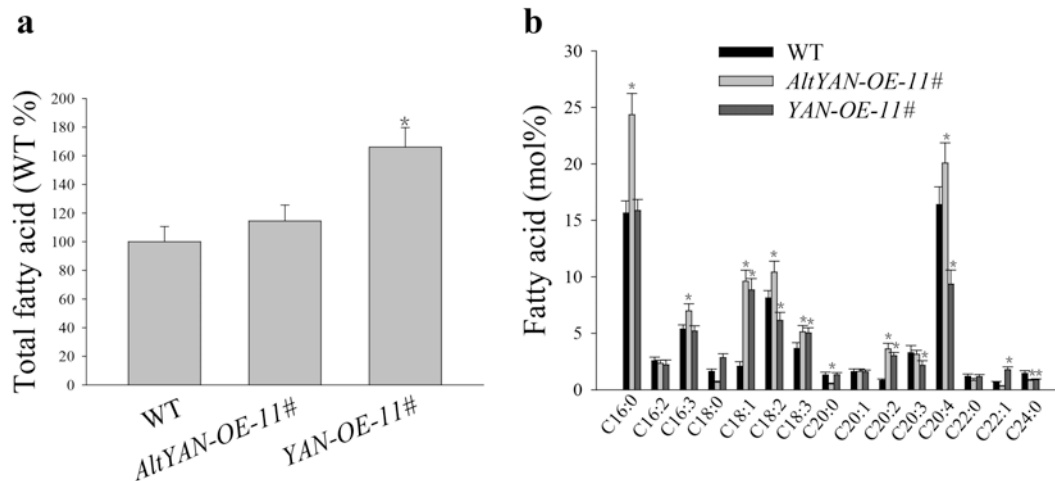 a
Total fatty acid (WT %)
200
180
160
140
120
100
80
60
40
20
0
*
WT
AltYAN-OE-11#
YAN-OE-11#
b
Fatty acid (mol%)
30
25
20
15
10
5
0
WT
AltYAN-OE-11#
YAN-OE-11#
*
*
* *
*
* *
* *
*
* *
*
*
*
*
**
C16:0
C16:2
C16:3
C18:0
C18:1
C18:2
C18:3
C20:0
C20:1
C20:2
C20:3
C20:4
C22:0
C22:1
C24:0